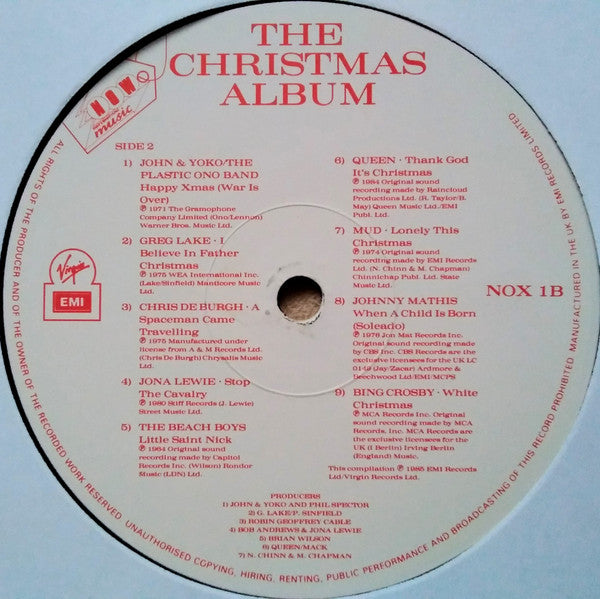 THE
CHRISTMAS
ALBUM
NOW
music
SIDE 2
1) JOHN & YOKO/THE
PLASTIC ONO BAND
Happy Xmas (War Is
Over)
℗ 1971 The Gramophone
Company Limited (Ono/Lennon)
Warner Bros. Music Ltd.
2) GREG LAKE · I
Believe In Father
Christmas
℗ 1975 WEA International Inc.
(Lake/Sinfield) Manticore Music
Ltd.
3) CHRIS DE BURGH · A
Spaceman Came
Travelling
℗ 1975 Manufactured under
license from A & M Records Ltd.
(Chris De Burgh) Chrysalis Music
Ltd.
4) JONA LEWIE · Stop
The Cavalry
℗ 1980 Stiff Records (J. Lewie)
Street Music Ltd.
5) THE BEACH BOYS
Little Saint Nick
℗ 1964 Original sound
recording made by Capitol
Records Inc. (Wilson) Rondor
Music (LDN) Ltd.
6) QUEEN · Thank God
It's Christmas
℗ 1984 Original sound
recording made by Raincloud
Productions Ltd. (R. Taylor/B.
May) Queen Music Ltd./EMI
Publ. Ltd.
7) MUD · Lonely This
Christmas
℗ 1974 Original sound
recording made by EMI Records
Ltd. (N. Chinn & M. Chapman)
Chinnichap Publ. Ltd. State
Music Ltd.
8) JOHNNY MATHIS
When A Child Is Born
(Soleado)
℗ 1976 Jon Mat Records Inc.
Original sound recording made
by CBS Inc. CBS Records are the
exclusive licensees for the UK LC
0149 (Jay/Zacar) Ardmore &
Beechwood Ltd/EMI/MCPS
9) BING CROSBY · White
Christmas
℗ MCA Records Inc. Original
sound recording made by MCA
Records Inc. MCA Records are
the exclusive licensees for the
UK (I Berlin) Irving Berlin
(England) Music.
This compilation ℗ 1985 EMI Records
Ltd/Virgin Records Ltd.
Virgin
EMI
NOX 1B
PRODUCERS
1) JOHN & YOKO AND PHIL SPECTOR
2) G. LAKE/P. SINFIELD
3) ROBIN GEOFFREY CABLE
4) BOB ANDREWS & JONA LEWIE
5) BRIAN WILSON
6) QUEEN/MACK
7) N. CHINN & M. CHAPMAN
ALL RIGHTS OF THE PRODUCER AND OF THE OWNER OF THE RECORDED WORK RESERVED. UNAUTHORISED COPYING, HIRING, RENTING, PUBLIC PERFORMANCE AND BROADCASTING OF THIS RECORD PROHIBITED. MANUFACTURED IN THE UK BY EMI RECORDS LIMITED.